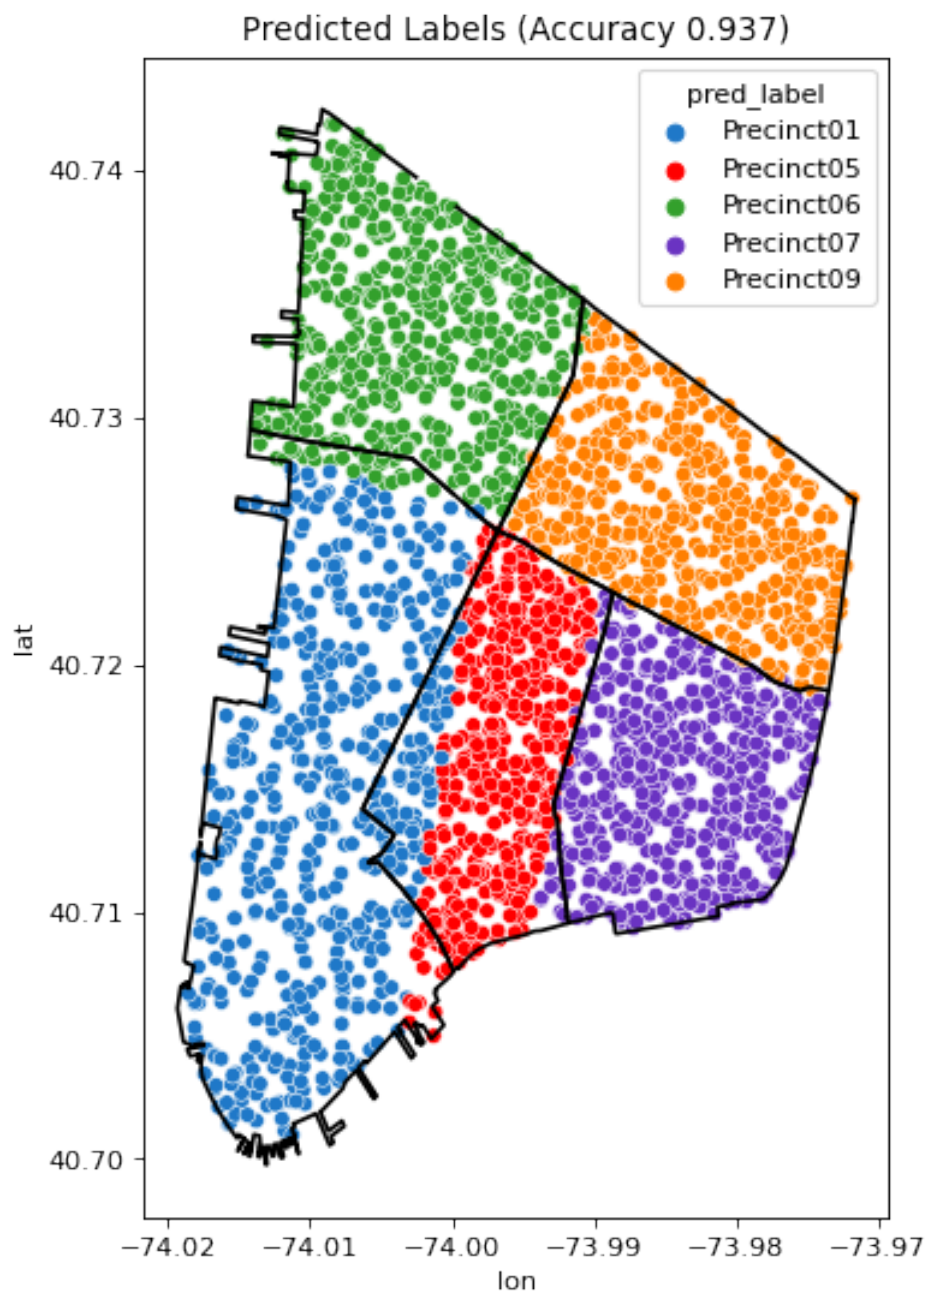 Predicted Labels (Accuracy 0.937)
pred_label
Precinct01
Precinct05
Precinct06
Precinct07
Precinct09
40.74
40.73
40.72
40.71
40.70
lat
−74.02 −74.01 −74.00 −73.99 −73.98 −73.97
lon